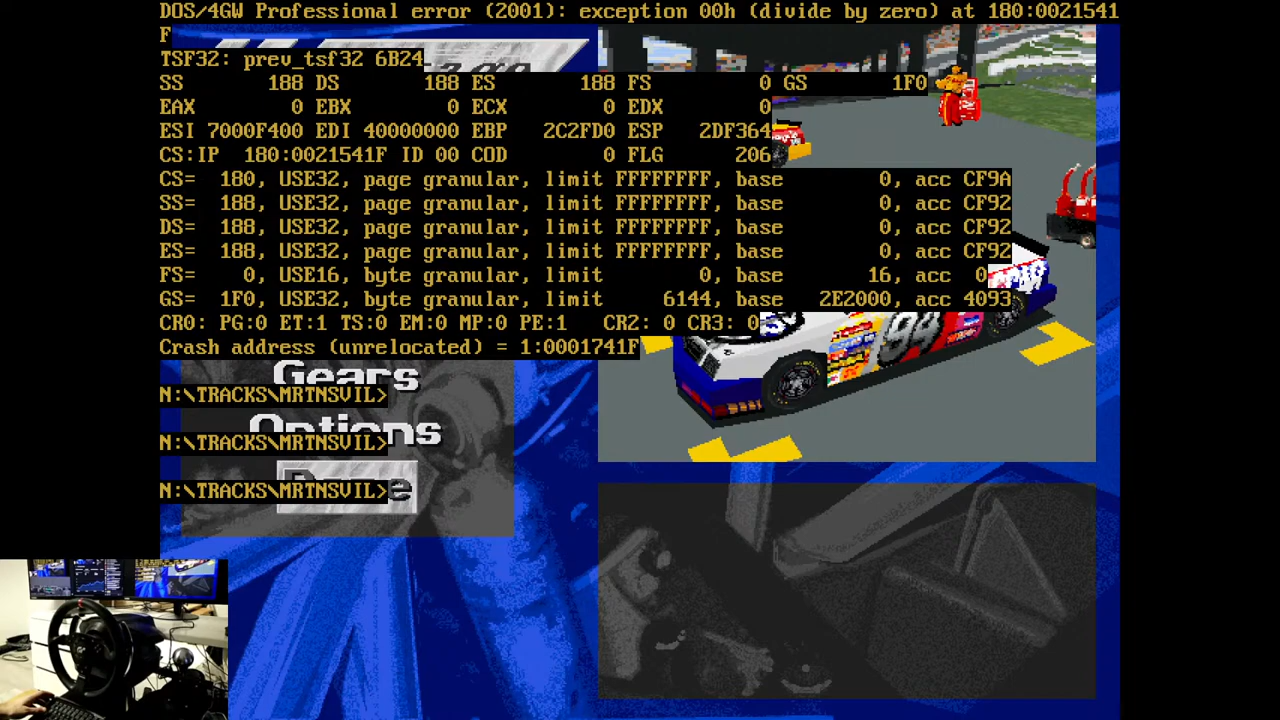 DOS/4GW Professional error (2001): exception 00h (divide by zero) at 180:0021541
F
TSF32: prev_tsf32 6B24
SS 188 DS 188 ES 188 FS 0 GS 1F0
EAX 0 EBX 0 ECX 0 EDX 0
ESI 7000F400 EDI 40000000 EBP 2C2FD0 ESP 2DF364
CS:IP 180:0021541F ID 00 COD 0 FLG 206
CS= 180, USE32, page granular, limit FFFFFFFF, base 0, acc CF9A
SS= 188, USE32, page granular, limit FFFFFFFF, base 0, acc CF92
DS= 188, USE32, page granular, limit FFFFFFFF, base 0, acc CF92
ES= 188, USE32, page granular, limit FFFFFFFF, base 0, acc CF92
FS= 0, USE16, byte granular, limit 0, base 16, acc 0
GS= 1F0, USE32, byte granular, limit 6144, base 2E2000, acc 4093
CR0: PG:0 ET:1 TS:0 EM:0 MP:0 PE:1 CR2: 0 CR3: 0
Crash address (unrelocated) = 1:0001741F
Gears
N:\TRACKS\MRTNSVIL>
Options
N:\TRACKS\MRTNSVIL>
N:\TRACKS\MRTNSVIL>
94